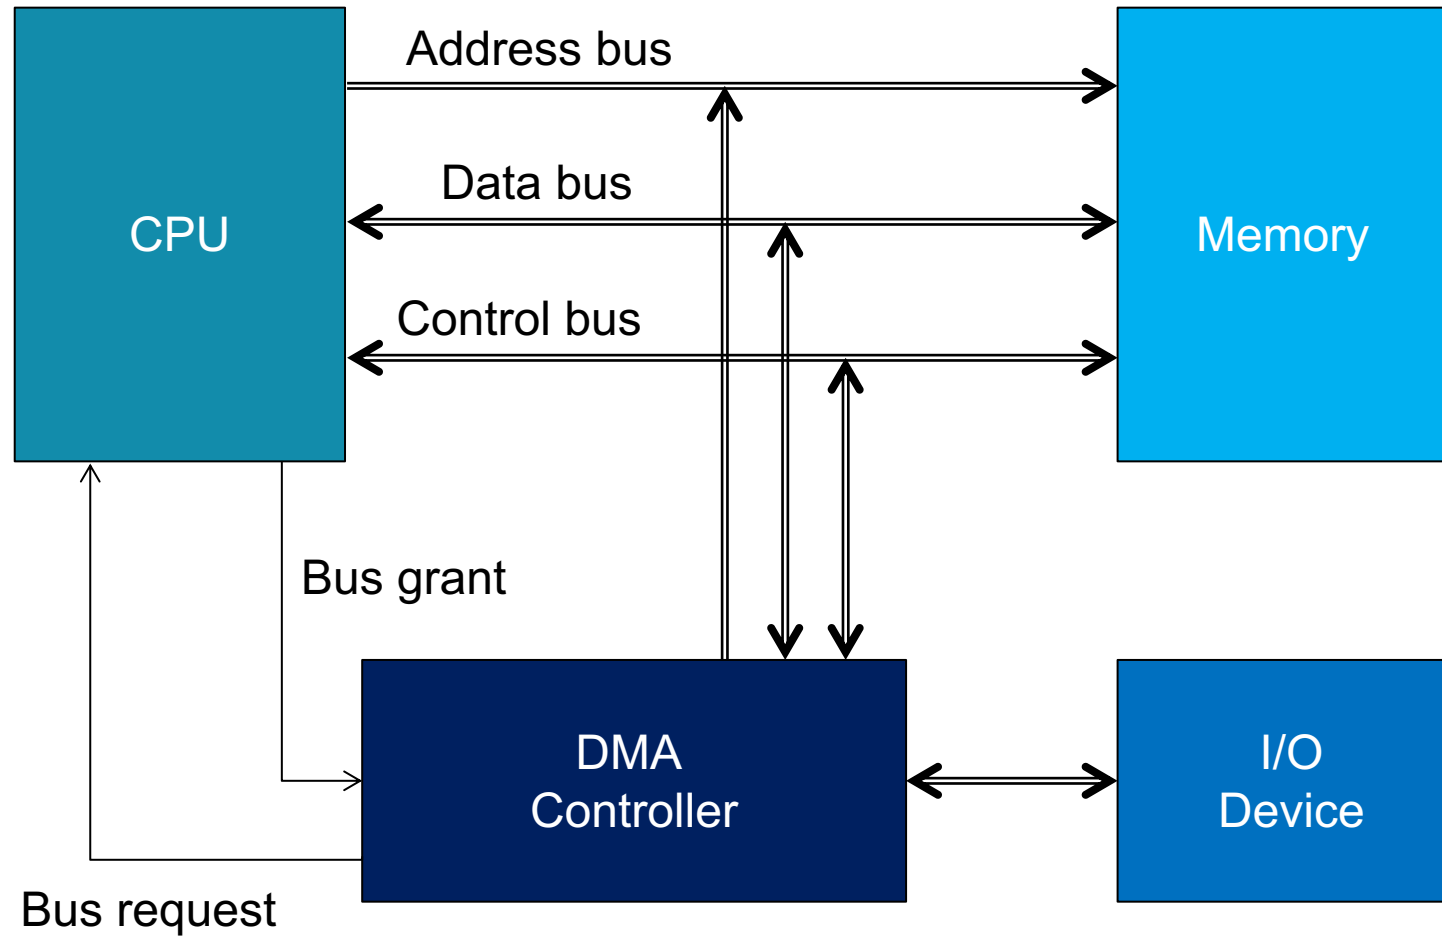 Address bus
Data bus
CPU
Memory
Control bus
Bus grant
DMA
Controller
I/O
Device
Bus request